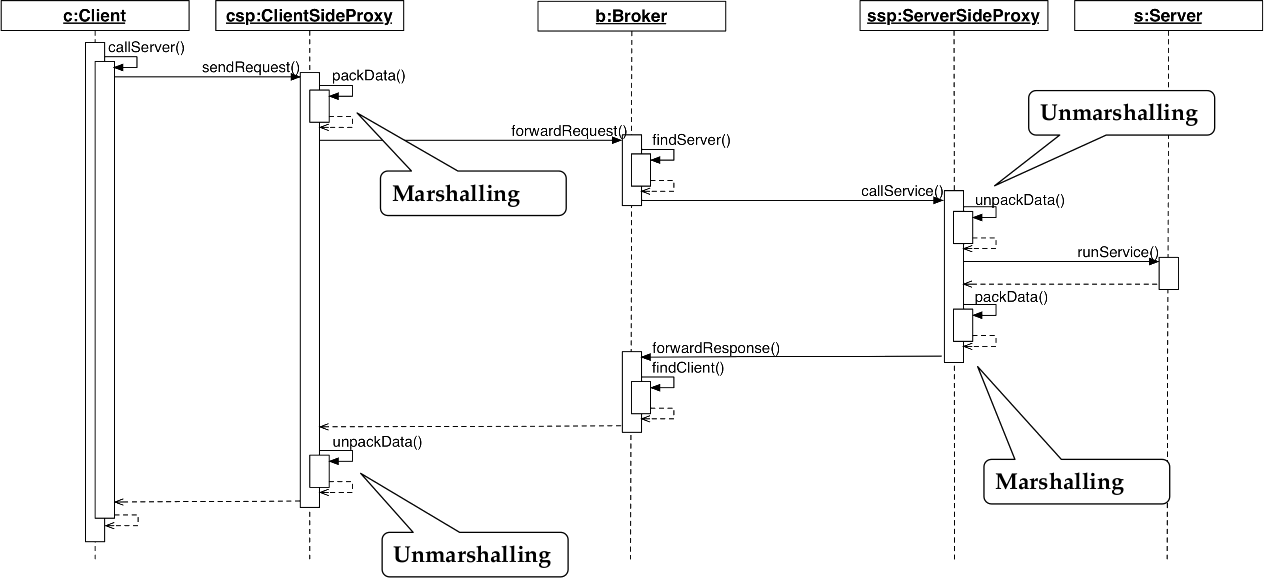 c:Client
csp:ClientSideProxy
b:Broker
ssp:ServerSideProxy
s:Server
callServer()
sendRequest()
packData()
Marshalling
forwardRequest()
findServer()
Unmarshalling
callService()
unpackData()
runService()
packData()
forwardResponse()
findClient()
Marshalling
unpackData()
Unmarshalling